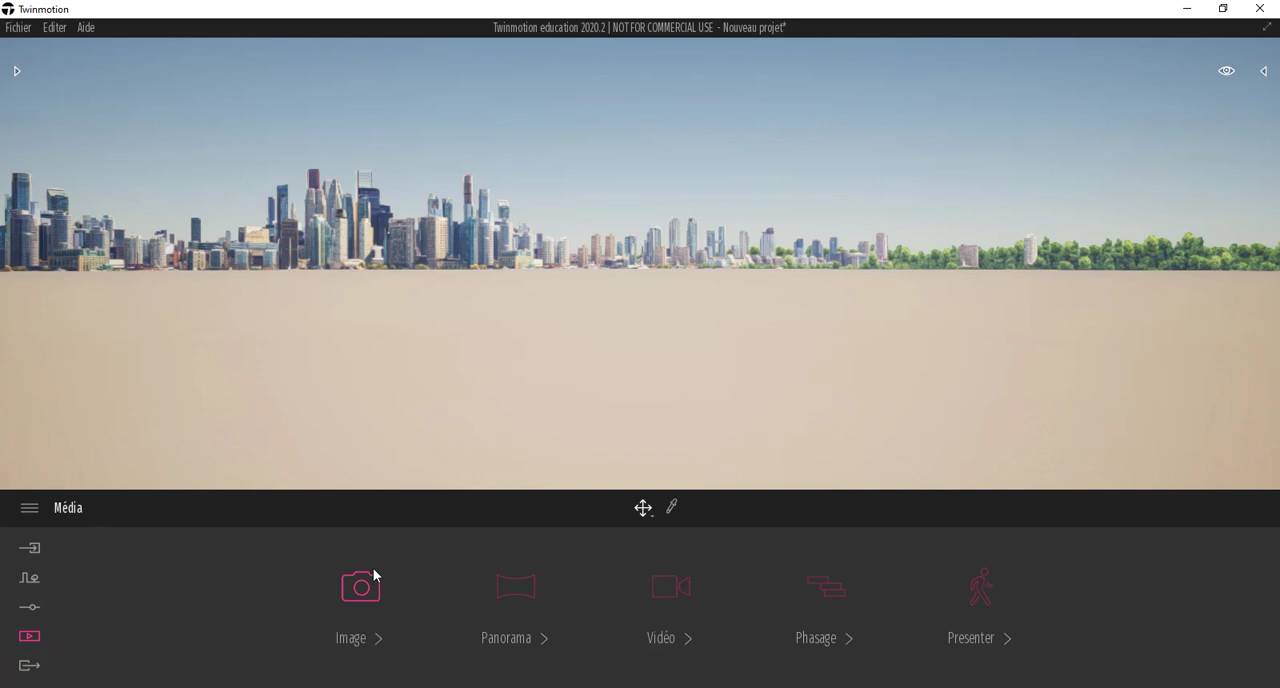 Twinmotion
Fichier Editer Aide Twinmotion education 2020.2 | NOT FOR COMMERCIAL USE - Nouveau projet*
Média
Image Panorama Vidéo Phasage Presenter